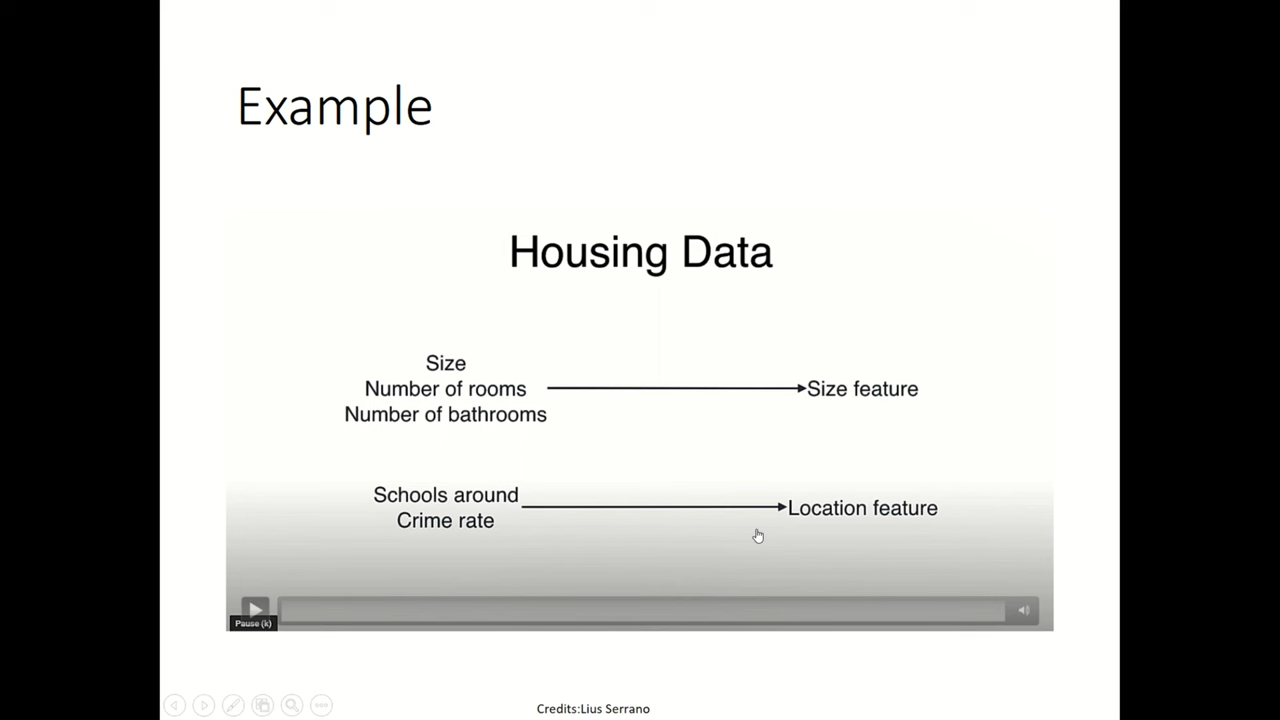 Example
Housing Data
Size
Number of rooms
Number of bathrooms
Size feature
Schools around
Crime rate
Location feature
Pause (k)
Credits:Lius Serrano